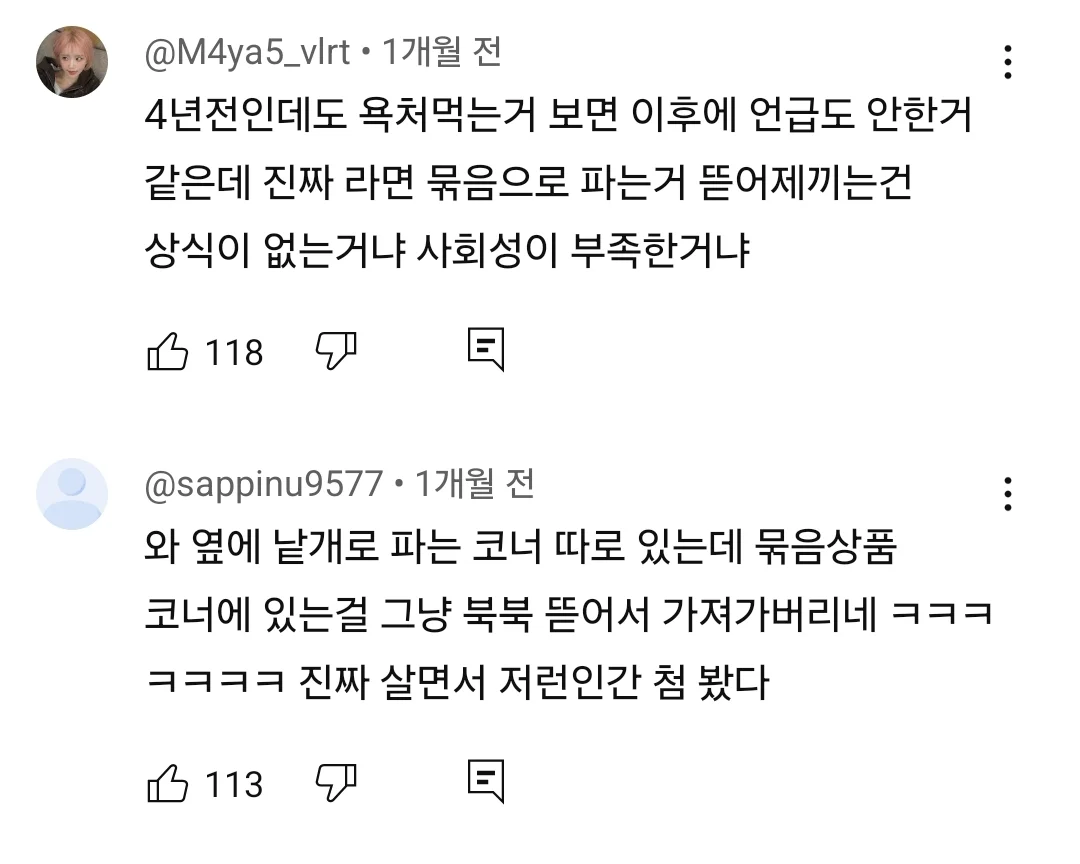 @M4ya5_vlrt • 1개월 전
4년전인데도 욕처먹는거 보면 이후에 언급도 안한거
같은데 진짜 라면 묶음으로 파는거 뜯어제끼는건
상식이 없는거냐 사회성이 부족한거냐
118
@sappinu9577 • 1개월 전
와 옆에 낱개로 파는 코너 따로 있는데 묶음상품
코너에 있는걸 그냥 북북 뜯어서 가져가버리네 ㅋㅋㅋ
ㅋㅋㅋㅋ 진짜 살면서 저런인간 첨 봤다
113